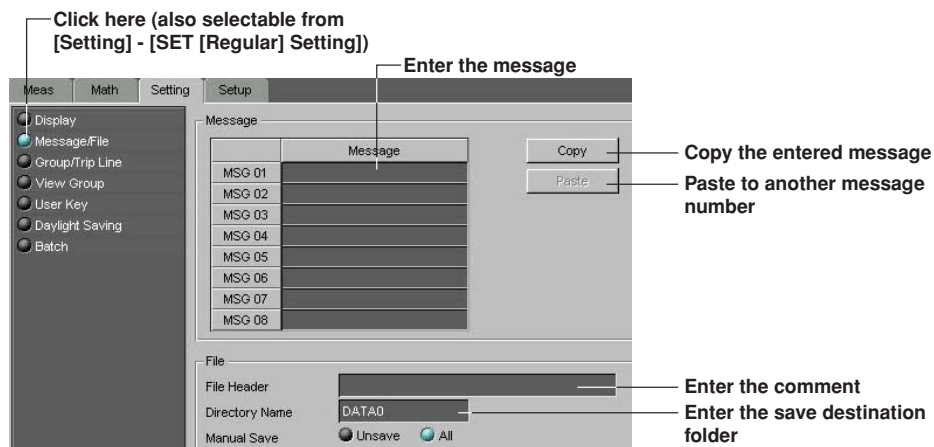 Click here (also selectable from
[Setting] - [SET [Regular] Setting])
Enter the message
Meas Math Setting Setup
Display
Message/File
Group/Trip Line
View Group
User Key
Daylight Saving
Batch
Message
Message
MSG 01
MSG 02
MSG 03
MSG 04
MSG 05
MSG 06
MSG 07
MSG 08
Copy
Paste
Copy the entered message
Paste to another message
number
File
File Header
Directory Name DATA0
Manual Save Unsave All
Enter the comment
Enter the save destination
folder